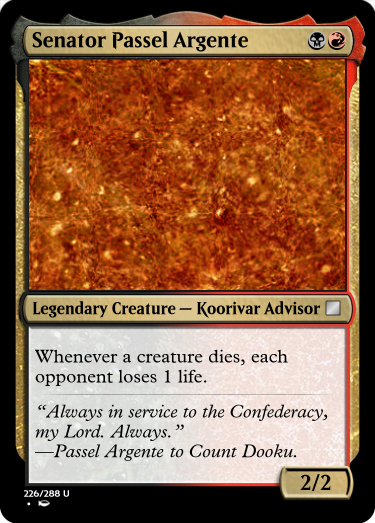 Senator Passel Argente
Legendary Creature — Koorivar Advisor
Whenever a creature dies, each
opponent loses 1 life.
“Always in service to the Confederacy,
my Lord. Always.”
—Passel Argente to Count Dooku.
2/2
226/288 U